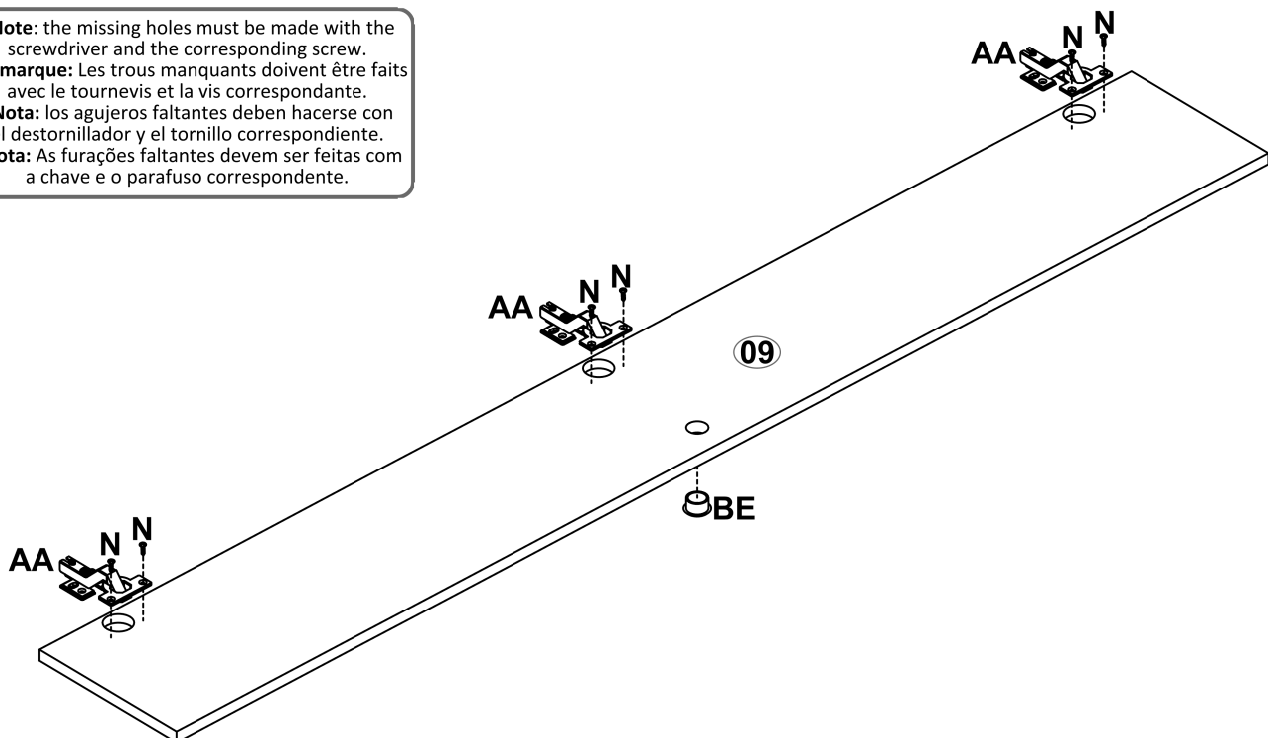 Note: the missing holes must be made with the
screwdriver and the corresponding screw.
marque: Les trous manquants doivent être faits
avec le tournevis et la vis correspondante.
Nota: los agujeros faltantes deben hacerse con
l destornillador y el tornillo correspondiente.
ota: As furações faltantes devem ser feitas com
a chave e o parafuso correspondente.
AA N N
AA N N
09
BE
AA N N